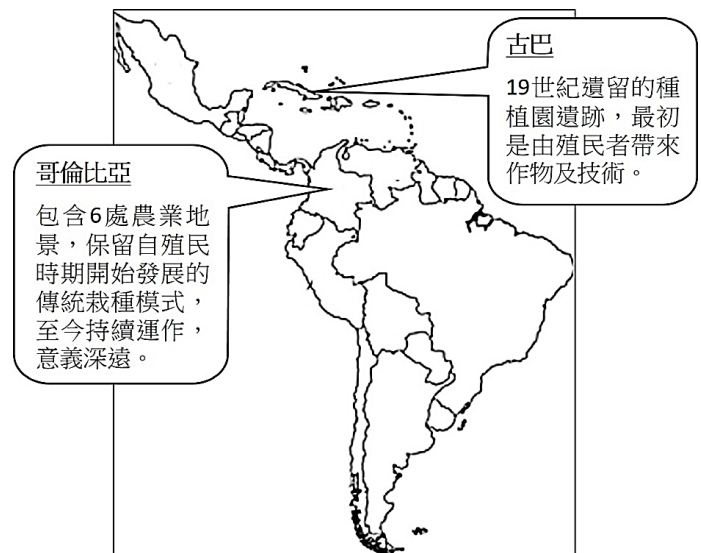 古巴
19世紀遺留的種
植園遺跡，最初
是由殖民者帶來
作物及技術。
哥倫比亞
包含6處農業地
景，保留自殖民
時期開始發展的
傳統栽種模式，
至今持續運作，
意義深遠。